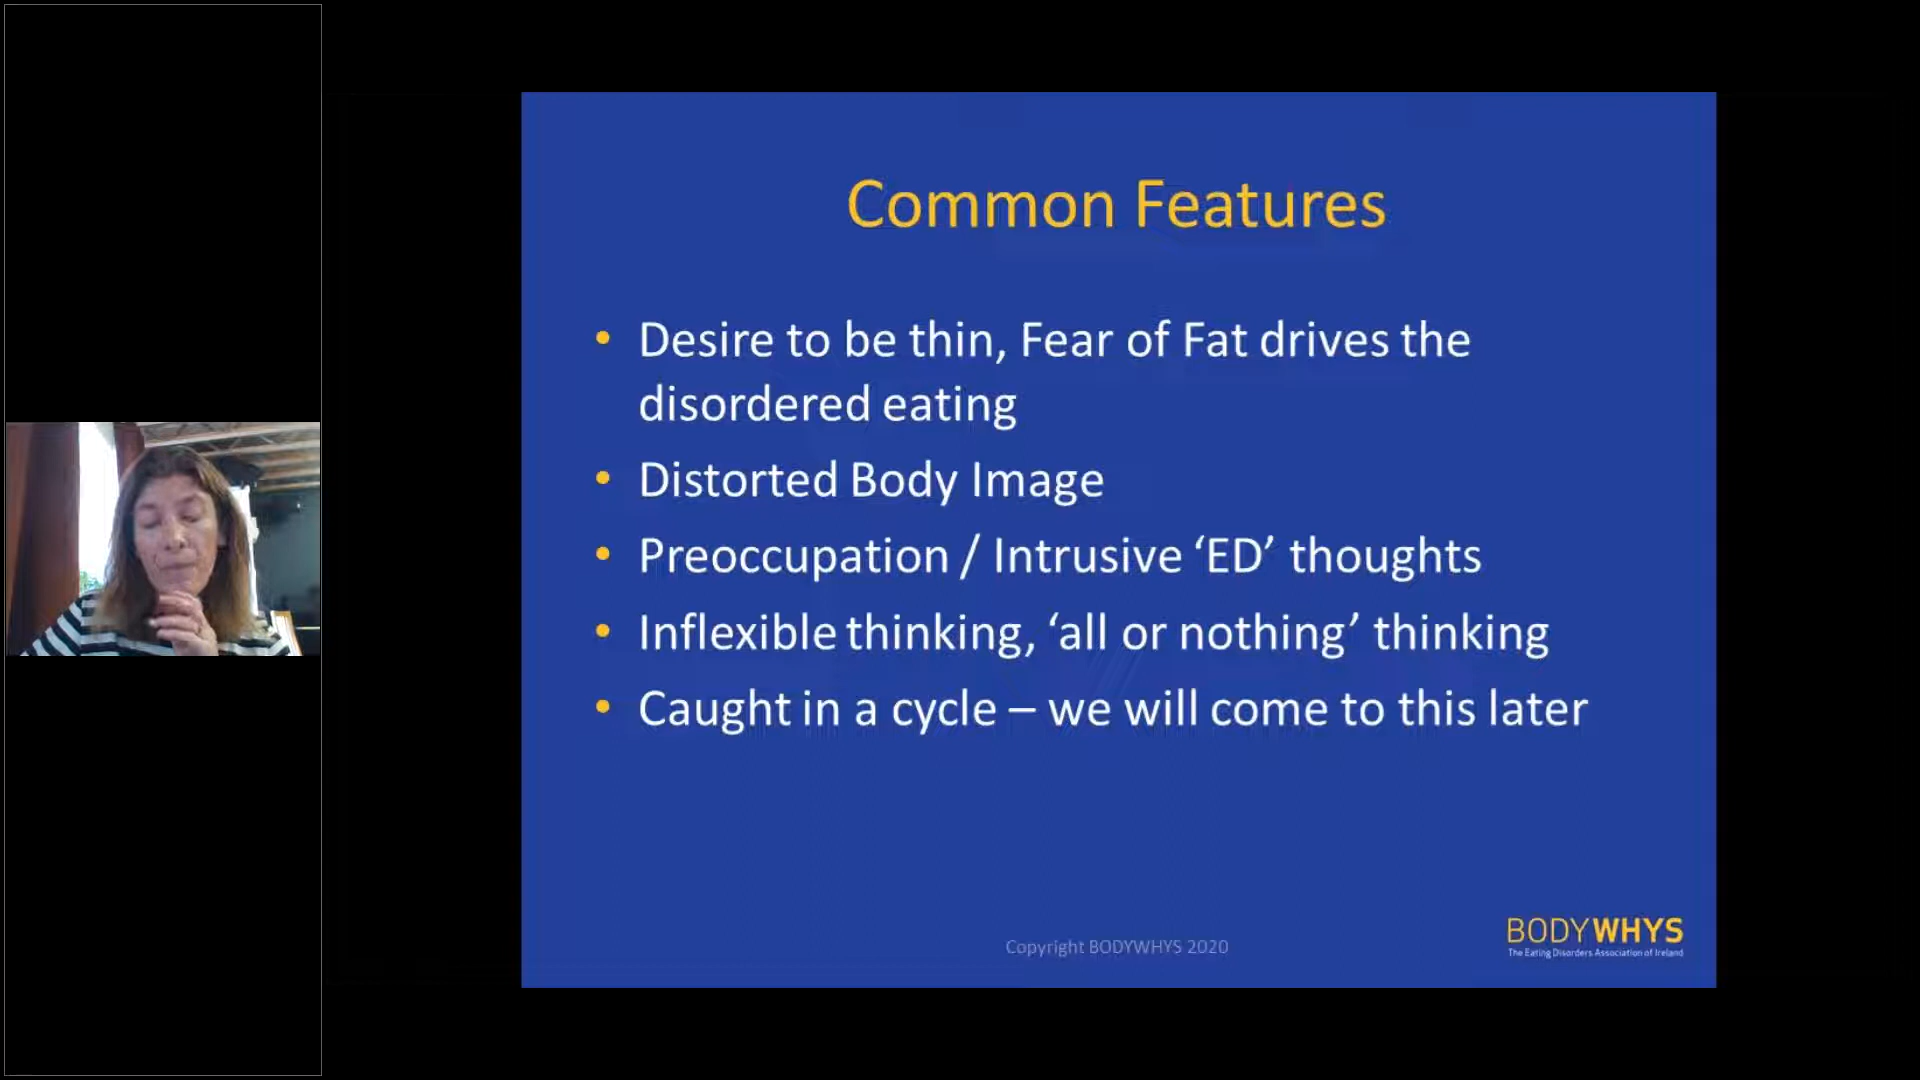 Common Features
• Desire to be thin, Fear of Fat drives the
disordered eating
• Distorted Body Image
• Preoccupation / Intrusive ‘ED’ thoughts
• Inflexible thinking, ‘all or nothing’ thinking
• Caught in a cycle – we will come to this later
Copyright BODYWHYS 2020
BODYWHYS
The Eating Disorders Association of Ireland